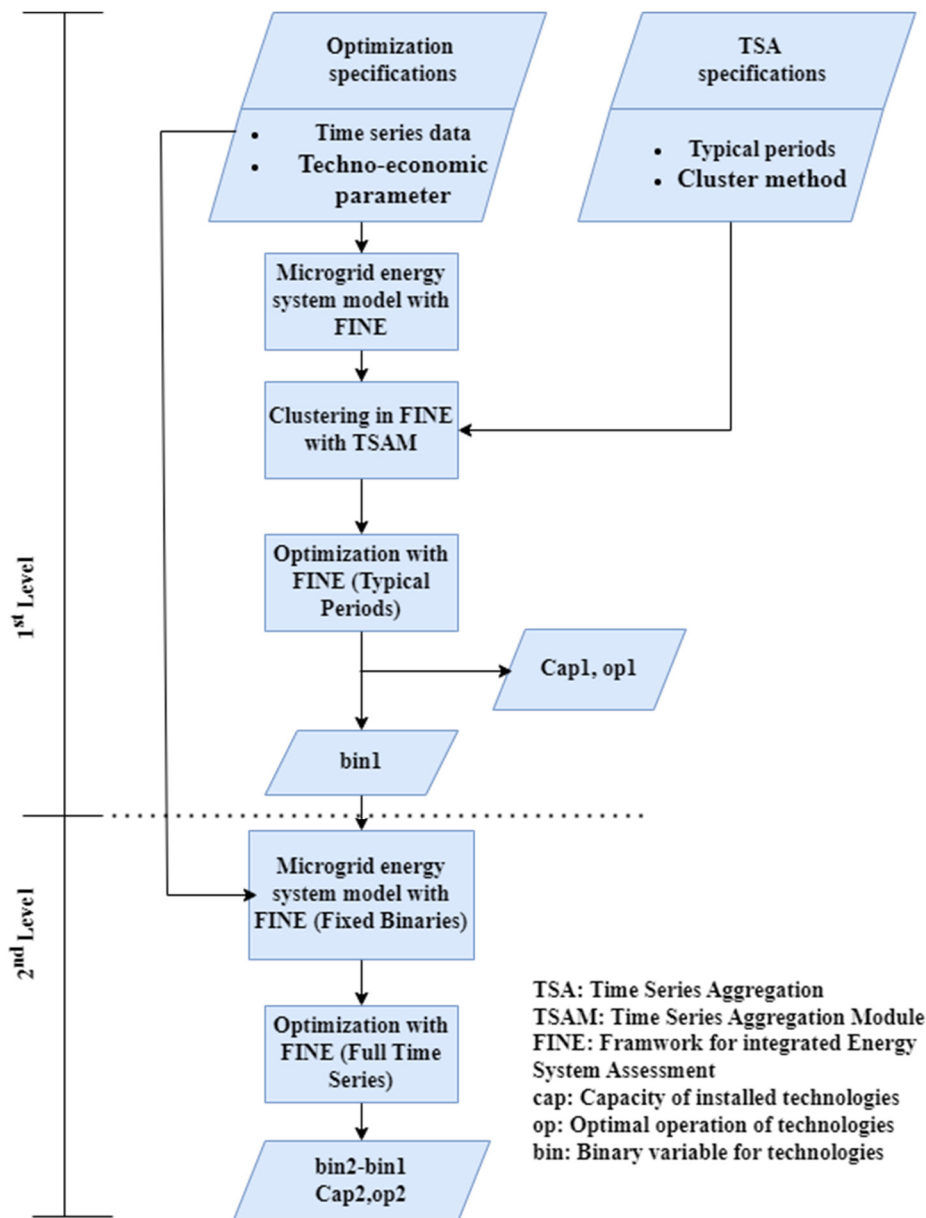 Optimization
specifications
• Time series data
• Techno-economic
parameter
TSA
specifications
• Typical periods
• Cluster method
Microgrid energy
system model with
FINE
Clustering in FINE
with TSAM
Optimization with
FINE (Typical
Periods)
Cap1, op1
bin1
1st Level
Microgrid energy
system model with
FINE (Fixed Binaries)
2nd Level
Optimization with
FINE (Full Time
Series)
bin2-bin1
Cap2,op2
TSA: Time Series Aggregation
TSAM: Time Series Aggregation Module
FINE: Framwork for integrated Energy
System Assessment
cap: Capacity of installed technologies
op: Optimal operation of technologies
bin: Binary variable for technologies